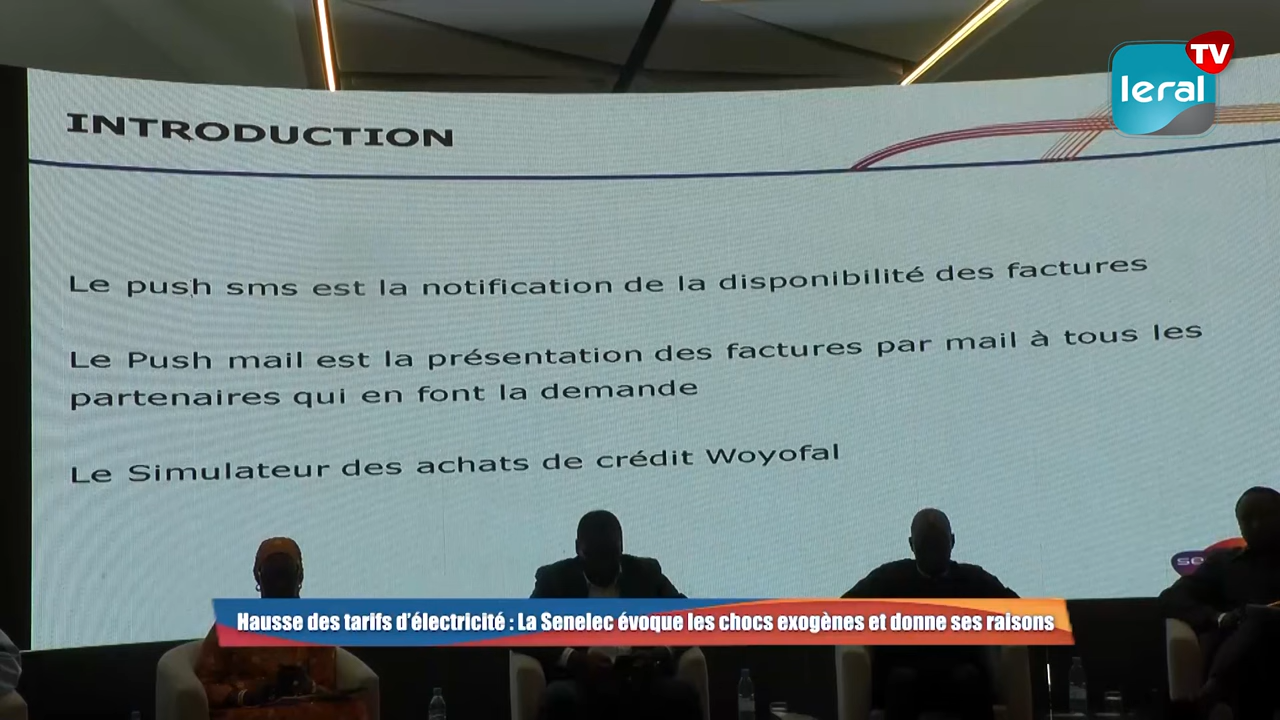 TV
leral
INTRODUCTION
Le push sms est la notification de la disponibilité des factures
Le Push mail est la présentation des factures par mail à tous les
partenaires qui en font la demande
Le Simulateur des achats de crédit Woyofal
Hausse des tarifs d'électricité : La Senelec évoque les chocs exogènes et donne ses raisons